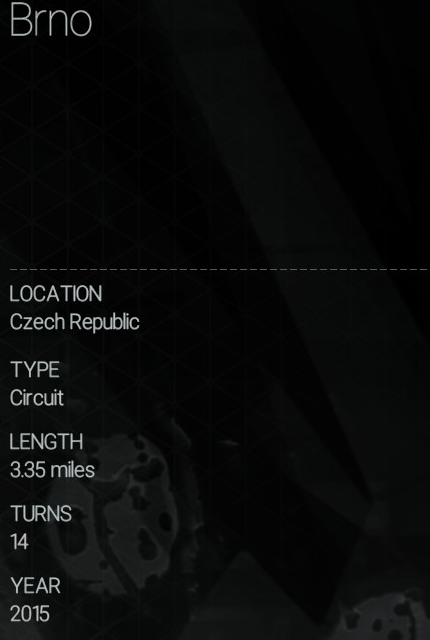 Brno
LOCATION
Czech Republic
TYPE
Circuit
LENGTH
3.35 miles
TURNS
14
YEAR
2015